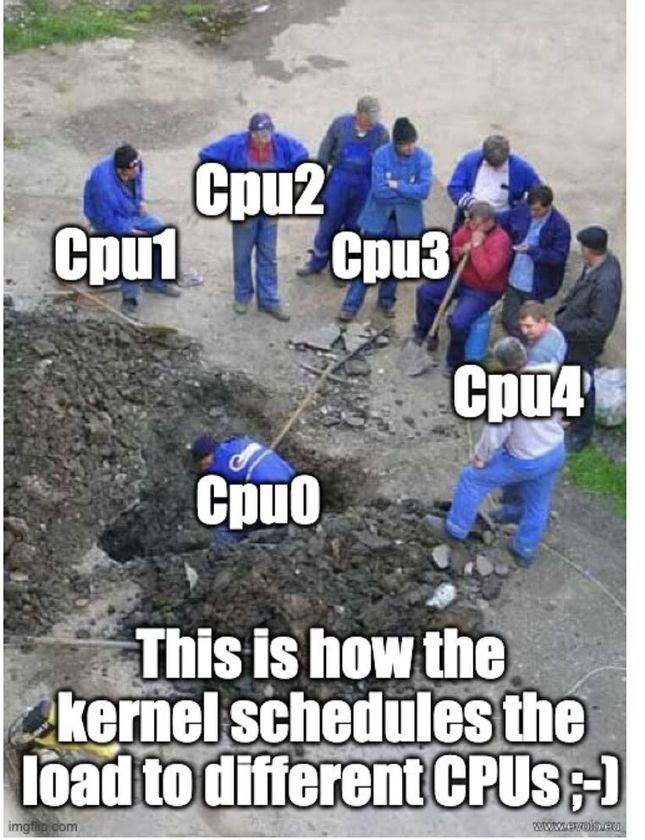 Cpu2
Cpu1
Cpu3
Cpu4
Cpu0
This is how the
kernel schedules the
load to different CPUs ;-)
imgflip.com
www.evolo.eu